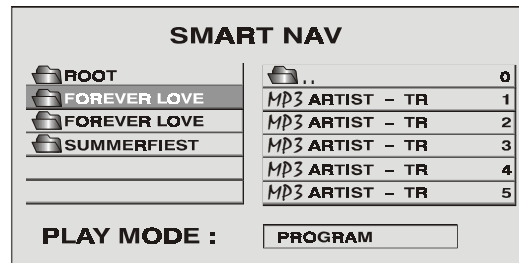 SMART NAV
ROOT
FOREVER LOVE
FOREVER LOVE
SUMMERFIEST
.. 0
MP3 ARTIST – TR 1
MP3 ARTIST – TR 2
MP3 ARTIST – TR 3
MP3 ARTIST – TR 4
MP3 ARTIST – TR 5
PLAY MODE : PROGRAM